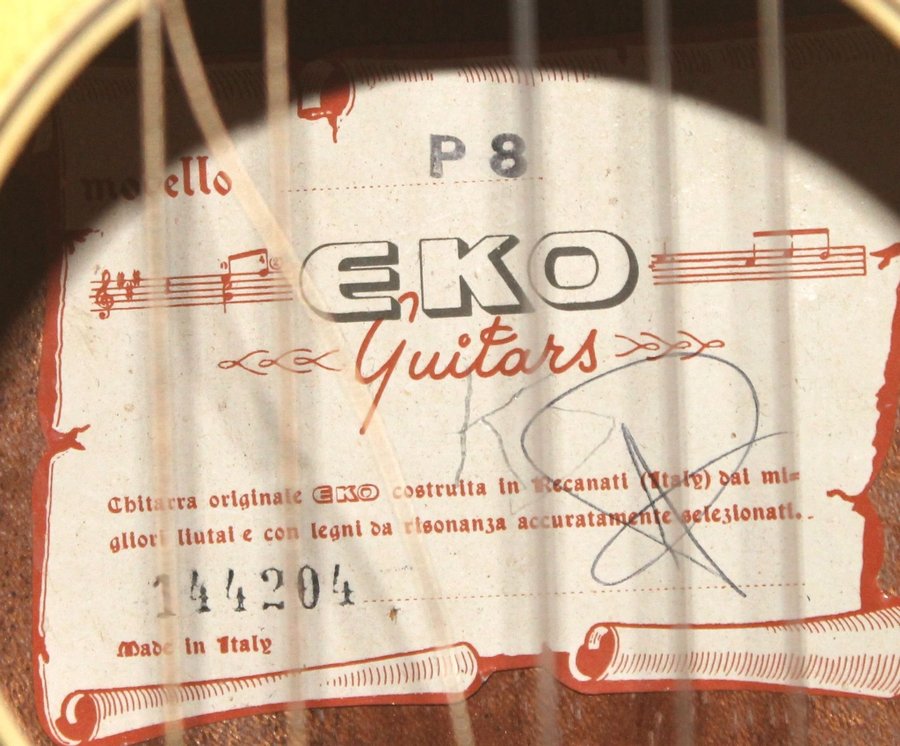 modello P 8
EKO
Guitars
Chitarra originale EKO costruita in Recanati (Italy) dai mi=
gliori liutai e con legni da risonanza accuratamente selezionati.
144204
Made in Italy